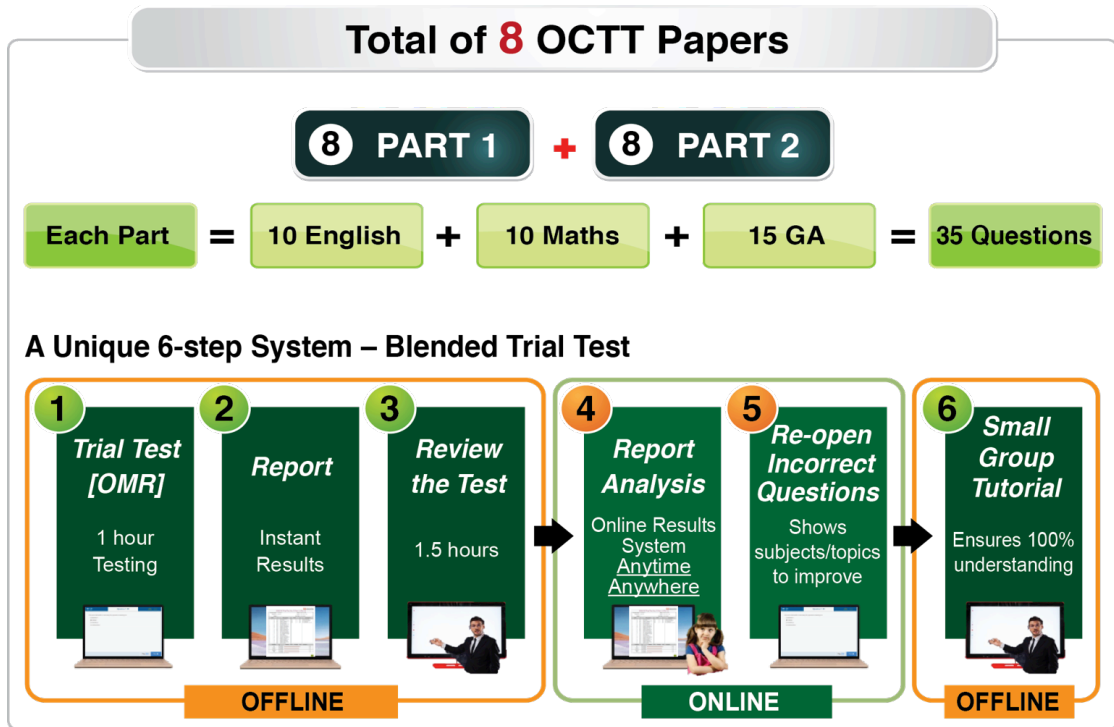 Total of 8 OCTT Papers
8 PART 1 + 8 PART 2
Each Part = 10 English + 10 Maths + 15 GA = 35 Questions
A Unique 6-step System – Blended Trial Test
1
Trial Test
[OMR]
1 hour
Testing
2
Report
Instant
Results
3
Review
the Test
1.5 hours
OFFLINE
4
Report
Analysis
Online Results
System
Anytime
Anywhere
5
Re-open
Incorrect
Questions
Shows
subjects/topics
to improve
ONLINE
6
Small
Group
Tutorial
Ensures 100%
understanding
OFFLINE